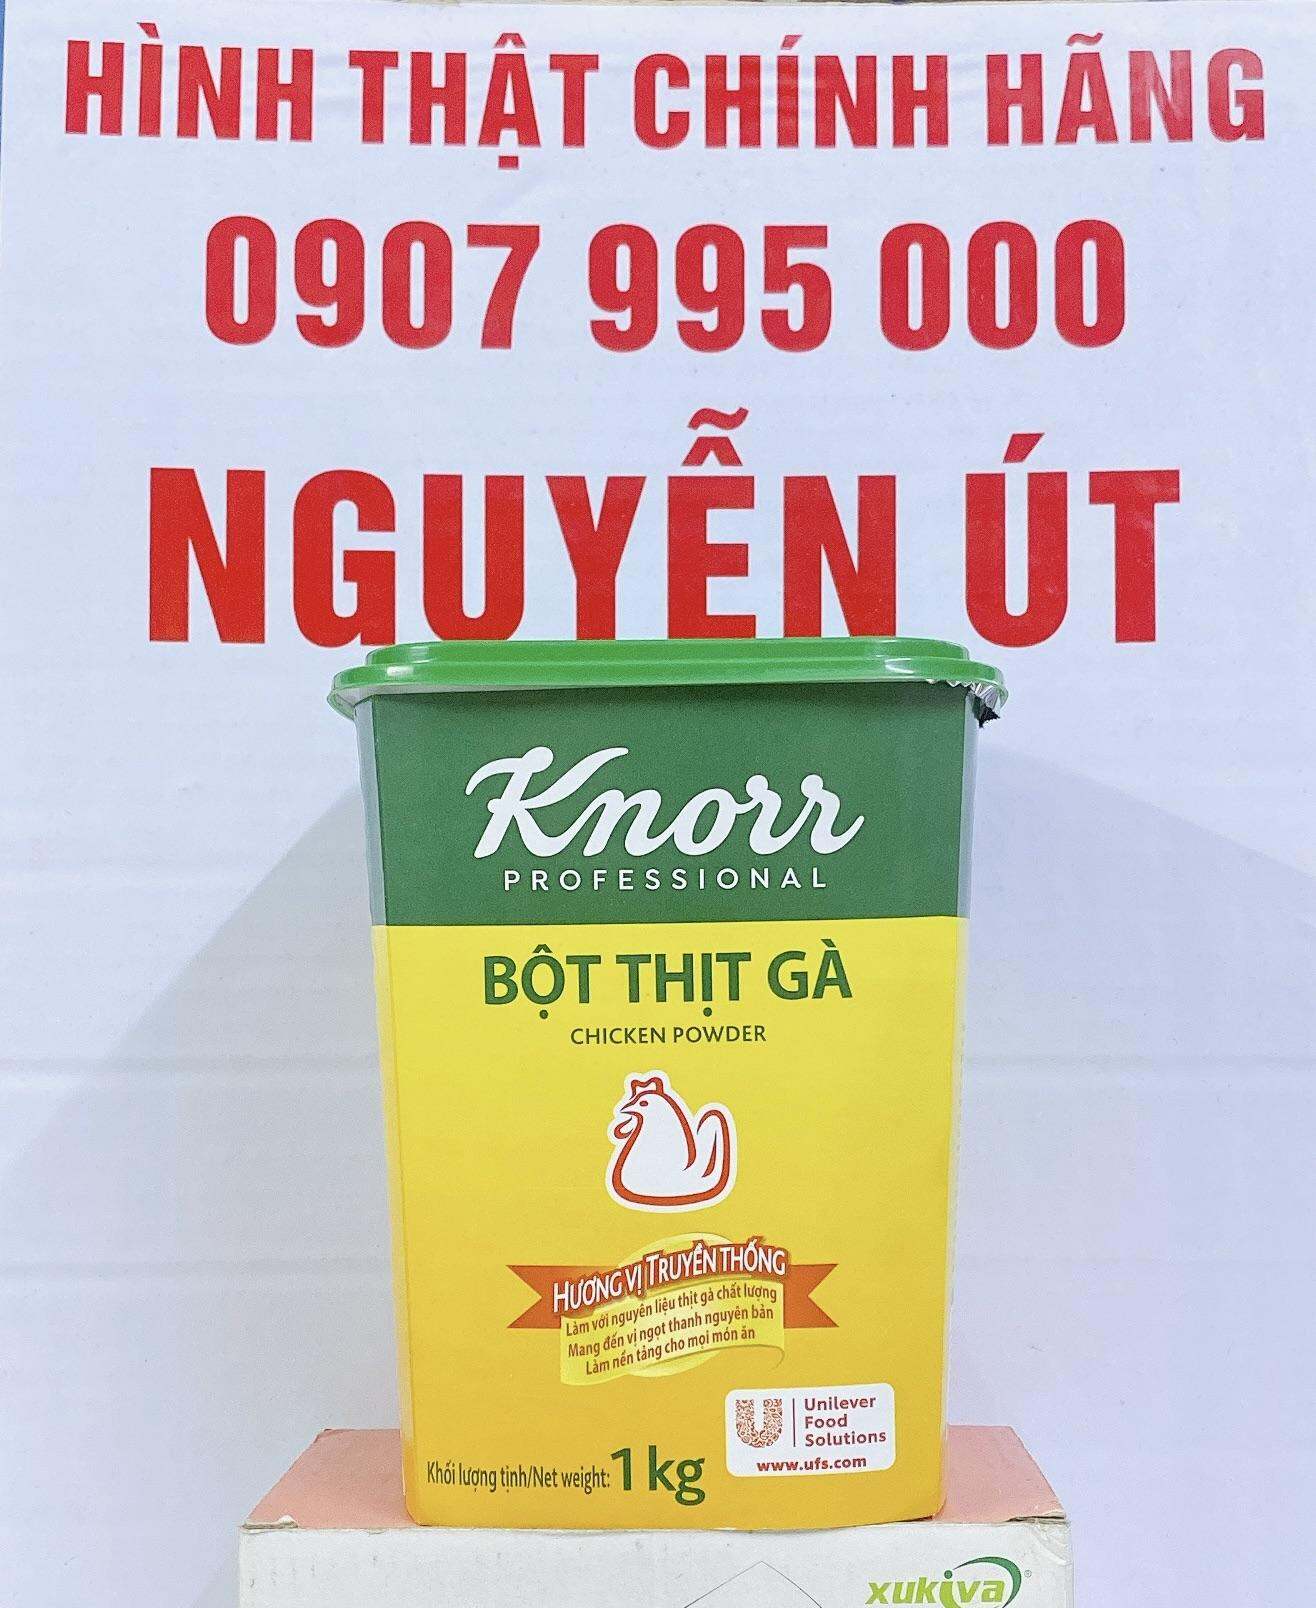 HÌNH THẬT CHÍNH HÃNG
0907 995 000
NGUYỄN ÚT
Knorr
PROFESSIONAL
BỘT THỊT GÀ
CHICKEN POWDER
HƯƠNG VỊ TRUYỀN THỐNG
Làm với nguyên liệu thịt gà chất lượng
Mang đến vị ngọt thanh nguyên bản
Làm nền tảng cho mọi món ăn
Unilever
Food
Solutions
www.ufs.com
Khối lượng tịnh/Net weight: 1 kg
xukiva®